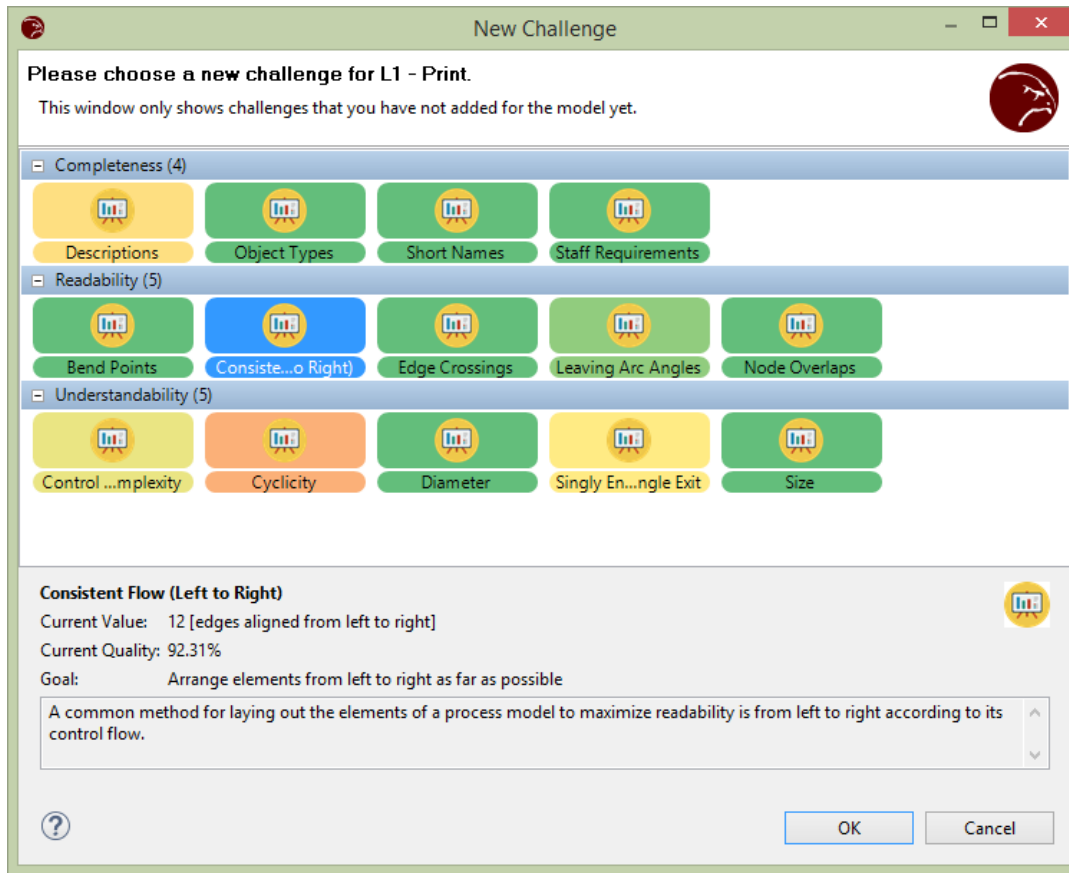 New Challenge
Please choose a new challenge for L1 - Print.
This window only shows challenges that you have not added for the model yet.
Completeness (4)
Descriptions Object Types Short Names Staff Requirements
Readability (5)
Bend Points Consiste...o Right) Edge Crossings Leaving Arc Angles Node Overlaps
Understandability (5)
Control ...mplexity Cyclicity Diameter Singly En...ngle Exit Size
Consistent Flow (Left to Right)
Current Value: 12 [edges aligned from left to right]
Current Quality: 92.31%
Goal: Arrange elements from left to right as far as possible
A common method for laying out the elements of a process model to maximize readability is from left to right according to its
control flow.
OK Cancel